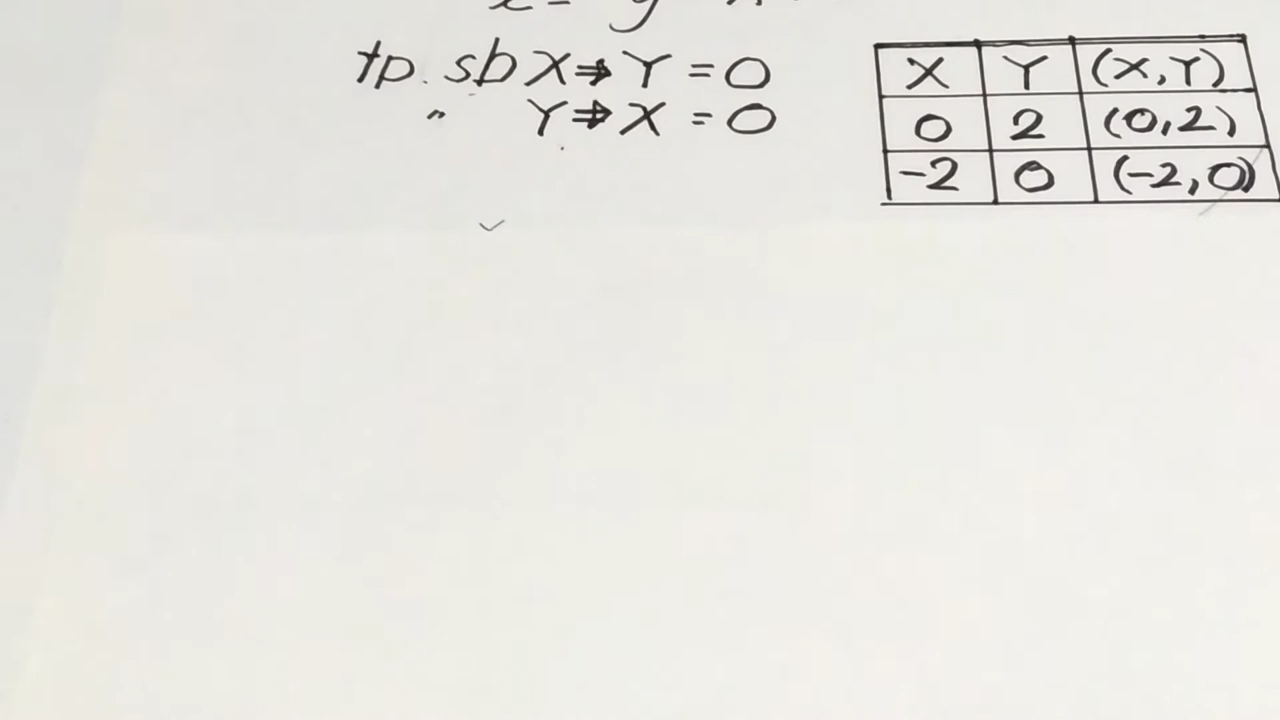 tp. sb X ⇒ Y = 0
" Y ⇒ X = 0
X Y (X,Y)
0 2 (0,2)
-2 0 (-2,0)